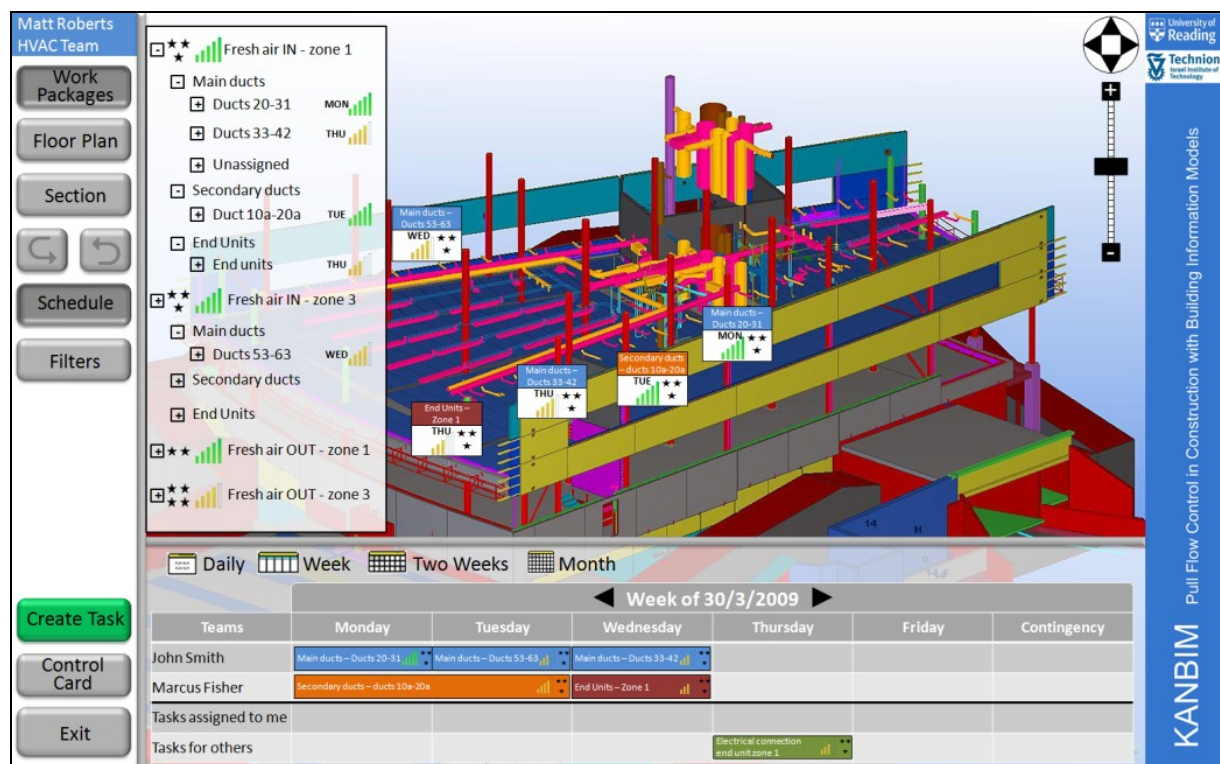 Matt Roberts
HVAC Team
Work
Packages
Floor Plan
Section
Schedule
Filters
Create Task
Control
Card
Exit
Fresh air IN - zone 1
Main ducts
Ducts 20-31 MON
Ducts 33-42 THU
Unassigned
Secondary ducts
Duct 10a-20a TUE
End Units
End units THU
Fresh air IN - zone 3
Main ducts
Ducts 53-63 WED
Secondary ducts
End Units
Fresh air OUT - zone 1
Fresh air OUT - zone 3
Main ducts –
Ducts 53-63
WED
Main ducts –
Ducts 20-31
MON
Secondary ducts
– ducts 10a-20a
TUE
Main ducts –
Ducts 33-42
THU
End Units –
Zone 1
THU
14 H
Daily Week Two Weeks Month
Week of 30/3/2009
Teams Monday Tuesday Wednesday Thursday Friday Contingency
John Smith Main ducts – Ducts 20-31 Main ducts – Ducts 53-63 Main ducts – Ducts 33-42
Marcus Fisher Secondary ducts – ducts 10a-20a End Units – Zone 1
Tasks assigned to me
Tasks for others Electrical connection
end unit zone 1
University of
Reading
Technion
Israel Institute of
Technology
KANBIM Pull Flow Control in Construction with Building Information Models